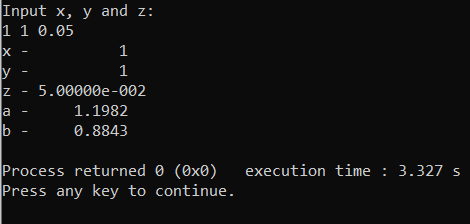 Input x, y and z:
1 1 0.05
x -          1
y -          1
z - 5.00000e-002
a -     1.1982
b -     0.8843
Process returned 0 (0x0)   execution time : 3.327 s
Press any key to continue.